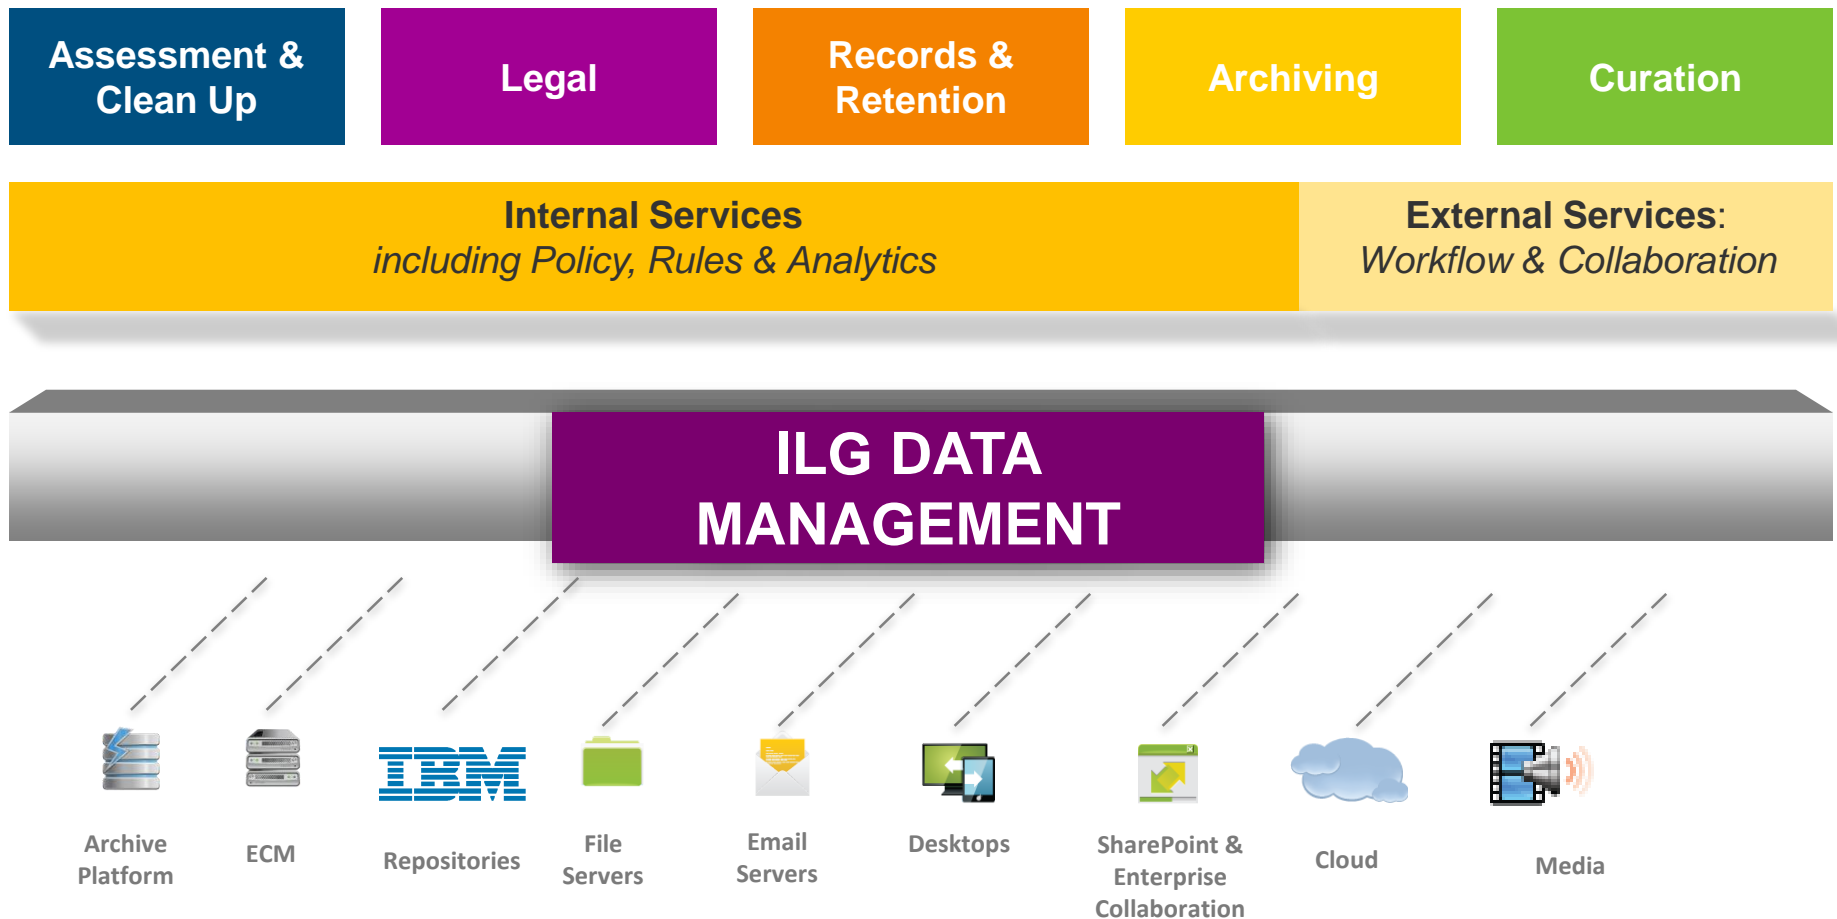 Assessment &
Clean Up
Legal
Records &
Retention
Archiving
Curation
Internal Services
including Policy, Rules & Analytics
External Services:
Workflow & Collaboration
ILG DATA
MANAGEMENT
IBM
Archive
Platform
ECM
Repositories
File
Servers
Email
Servers
Desktops
SharePoint &
Enterprise
Collaboration
Cloud
Media